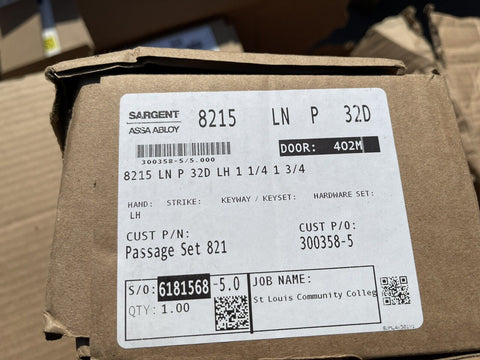 SARGENT 8215 LN P 32D
ASSA ABLOY
DOOR: 402M
300358-5/5.000
8215 LN P 32D LH 1 1/4 1 3/4
HAND: STRIKE: KEYWAY / KEYSET: HARDWARE SET:
LH
CUST P/N: CUST P/O:
Passage Set 821 300358-5
S/O: 6181568-5.0 JOB NAME:
St Louis Community Colleg
QTY: 1.00